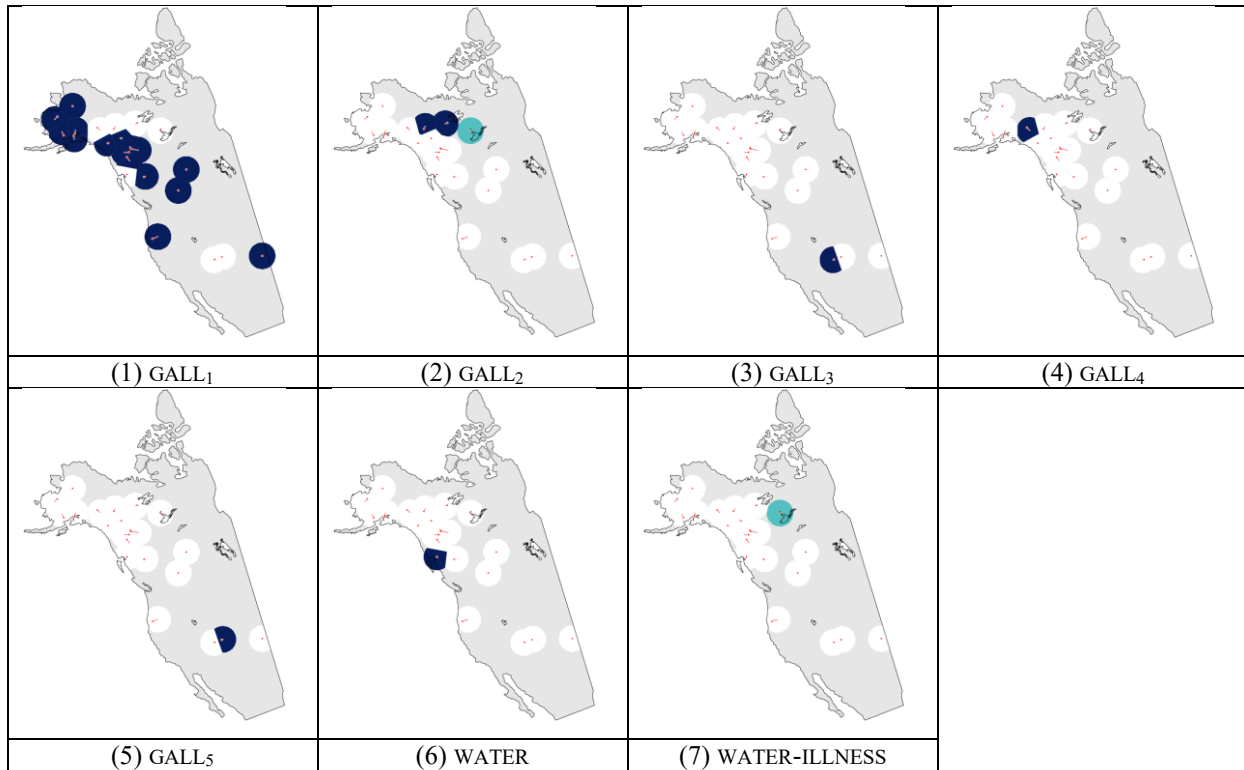 (1) GALL₁ (2) GALL₂ (3) GALL₃ (4) GALL₄
(5) GALL₅ (6) WATER (7) WATER-ILLNESS